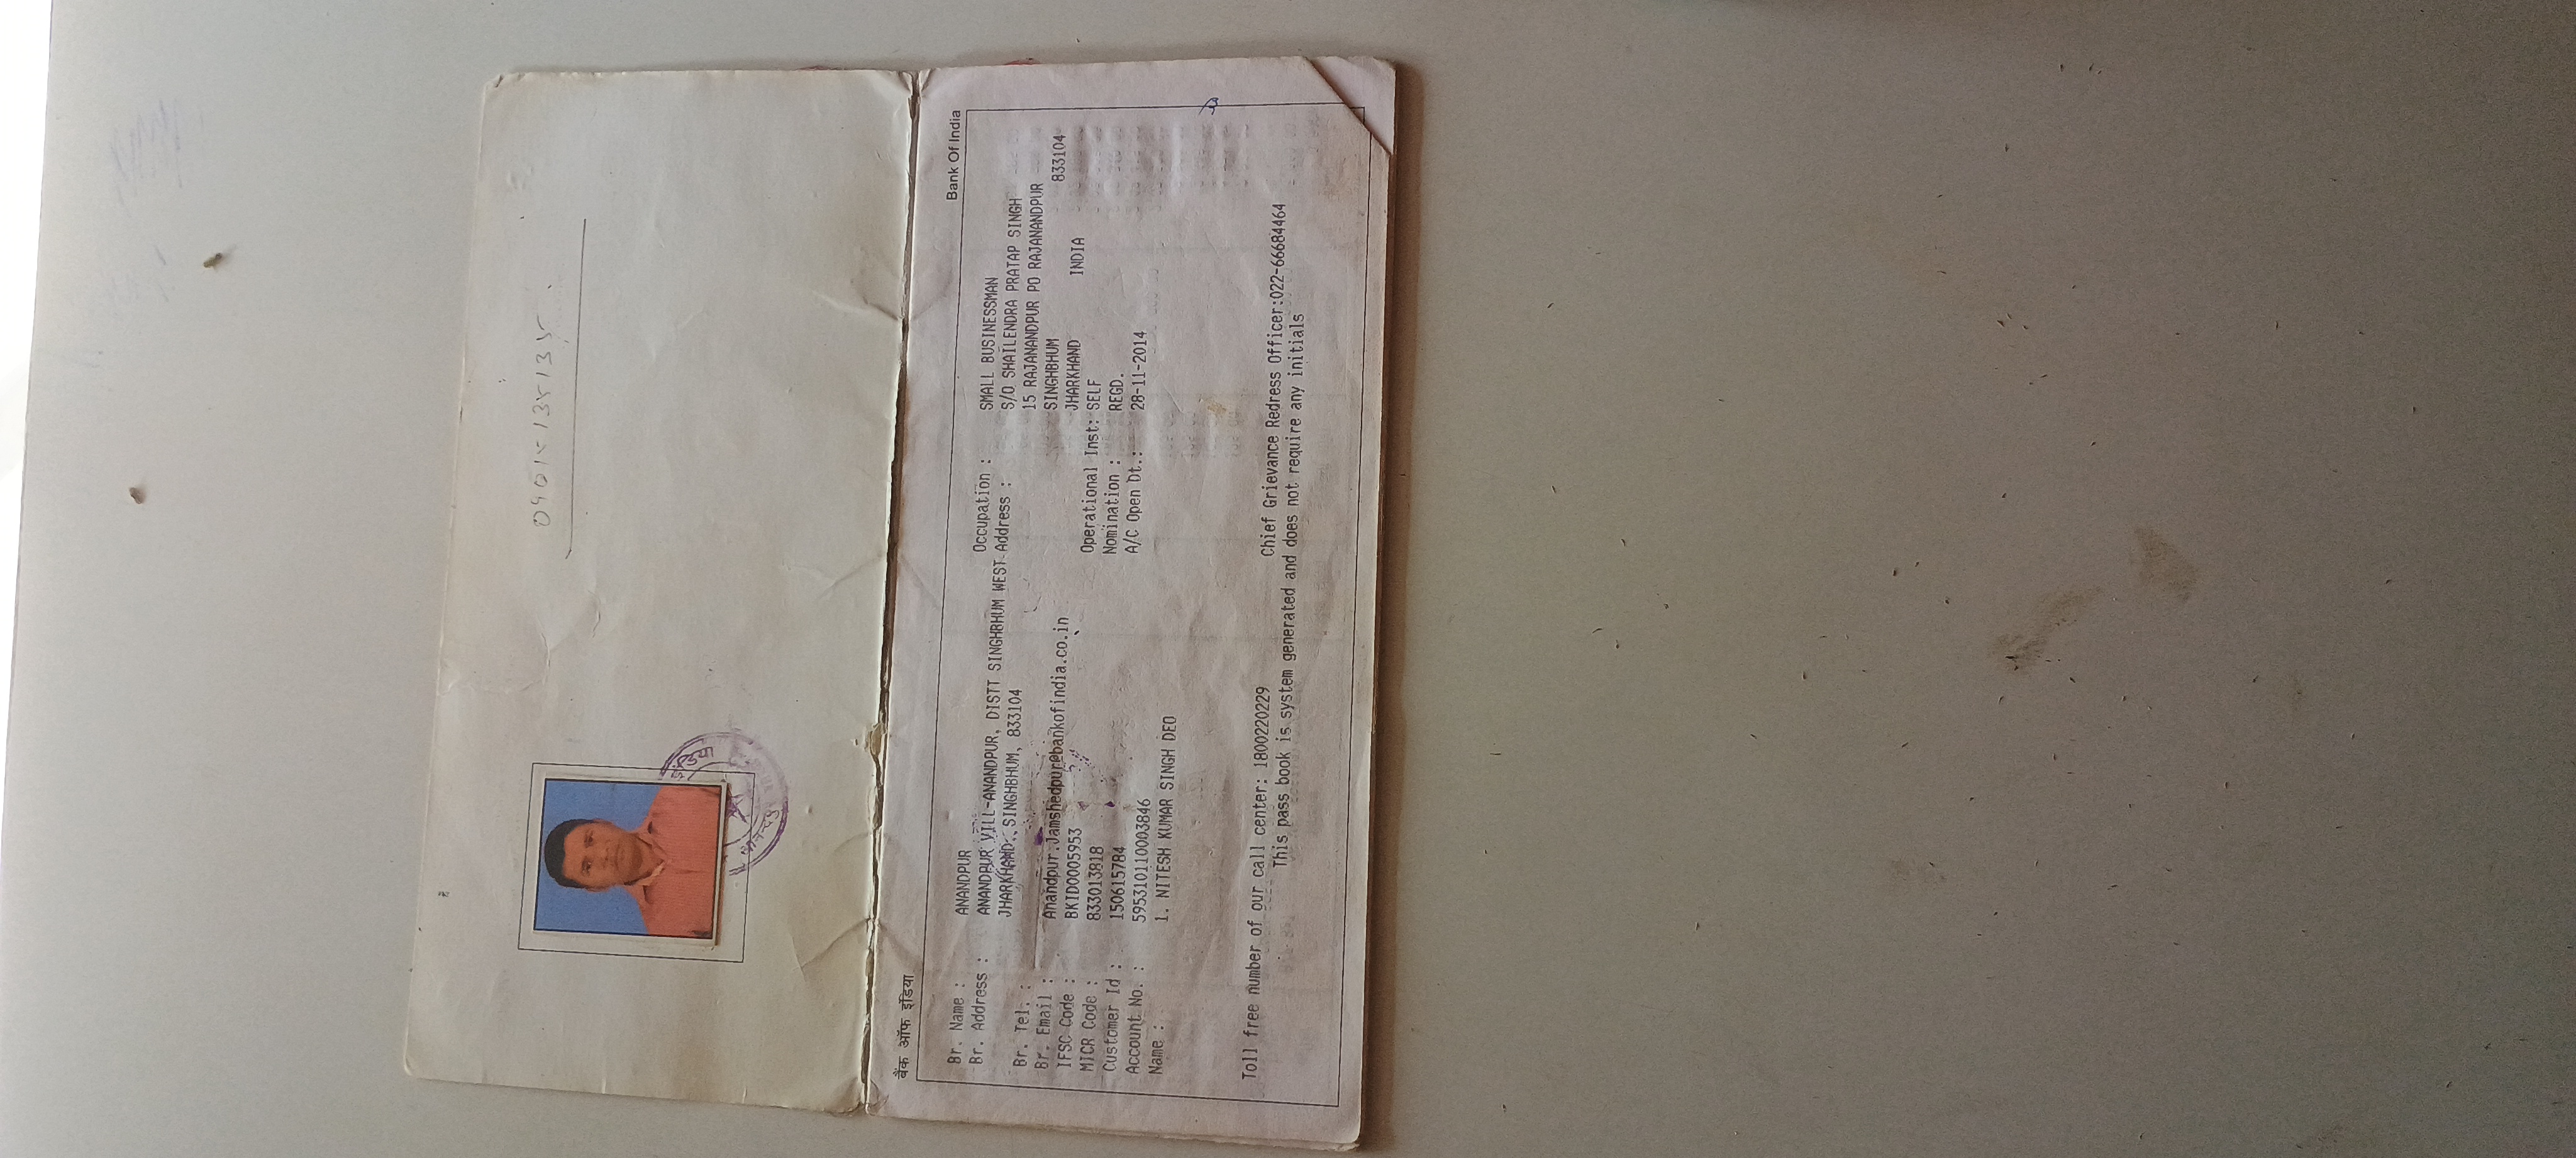 09015135135
बैंक ऑफ इंडिया Bank Of India
Br. Name : ANANDPUR Occupation : SMALL BUSINESSMAN
Br. Address : ANANDPUR VILL-ANANDPUR, DISTT SINGHBHUM WEST Address : S/O SHAILENDRA PRATAP SINGH
JHARKHAND.,SINGHBHUM, 833104 15 RAJANANDPUR PO RAJANANDPUR
Br. Tel. : SINGHBHUM 833104
Br. Email : Anandpur.Jamshedpur@bankofindia.co.in JHARKHAND INDIA
IFSC Code : BKID0005953 Operational Inst: SELF
MICR Code : 833013818 Nomination : REGD.
Customer Id : 150615784 A/C Open Dt.: 28-11-2014
Account No. : 595310110003846
Name : 1. NITESH KUMAR SINGH DEO
Toll free number of our call center: 1800220229 Chief Grievance Redress Officer:022-66684464
This pass book is system generated and does not require any initials